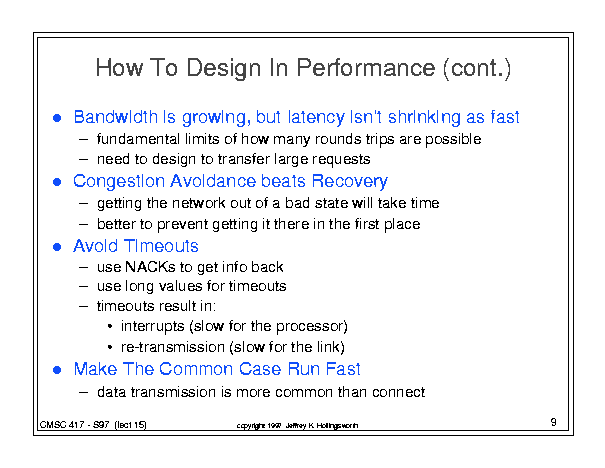 How To Design In Performance (cont.)
● Bandwidth is growing, but latency isn't shrinking as fast
– fundamental limits of how many rounds trips are possible
– need to design to transfer large requests
● Congestion Avoidance beats Recovery
– getting the network out of a bad state will take time
– better to prevent getting it there in the first place
● Avoid Timeouts
– use NACKs to get info back
– use long values for timeouts
– timeouts result in:
• interrupts (slow for the processor)
• re-transmission (slow for the link)
● Make The Common Case Run Fast
– data transmission is more common than connect
CMSC 417 - S97 (lect 15)
copyright 1997 Jeffrey K. Hollingsworth
9